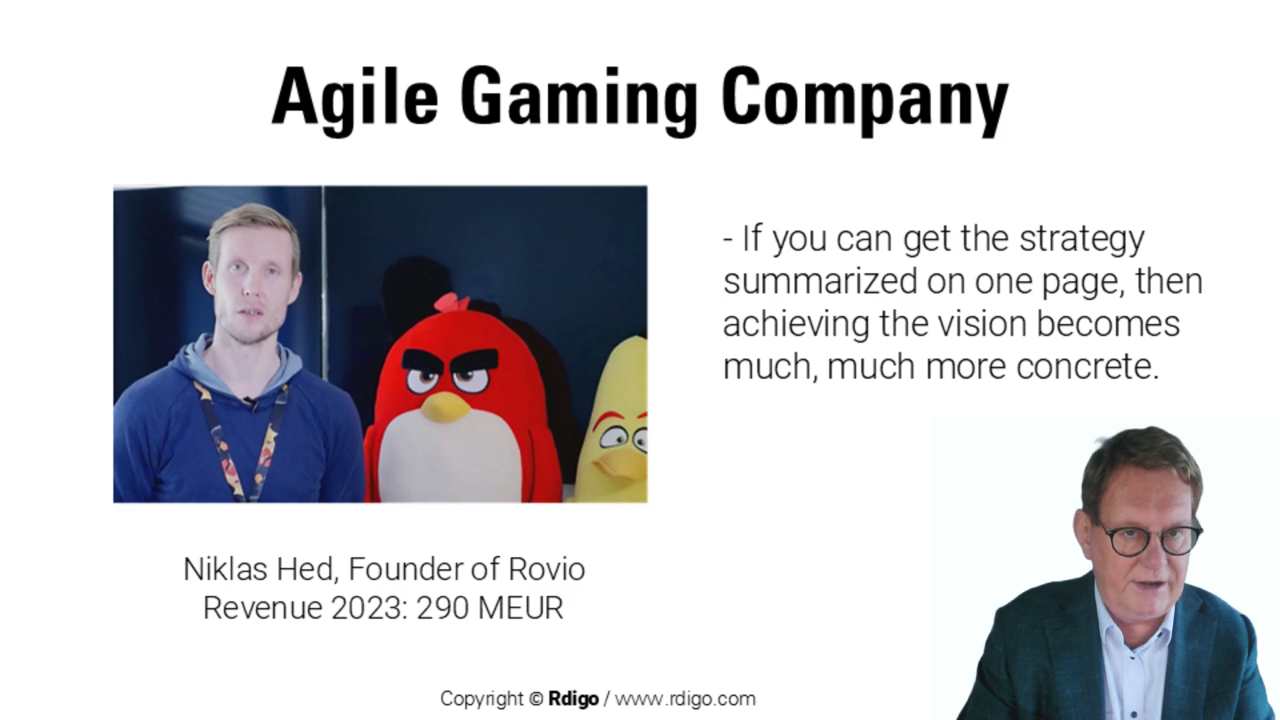 Agile Gaming Company
- If you can get the strategy
summarized on one page, then
achieving the vision becomes
much, much more concrete.
Niklas Hed, Founder of Rovio
Revenue 2023: 290 MEUR
Copyright © Rdigo / www.rdigo.com